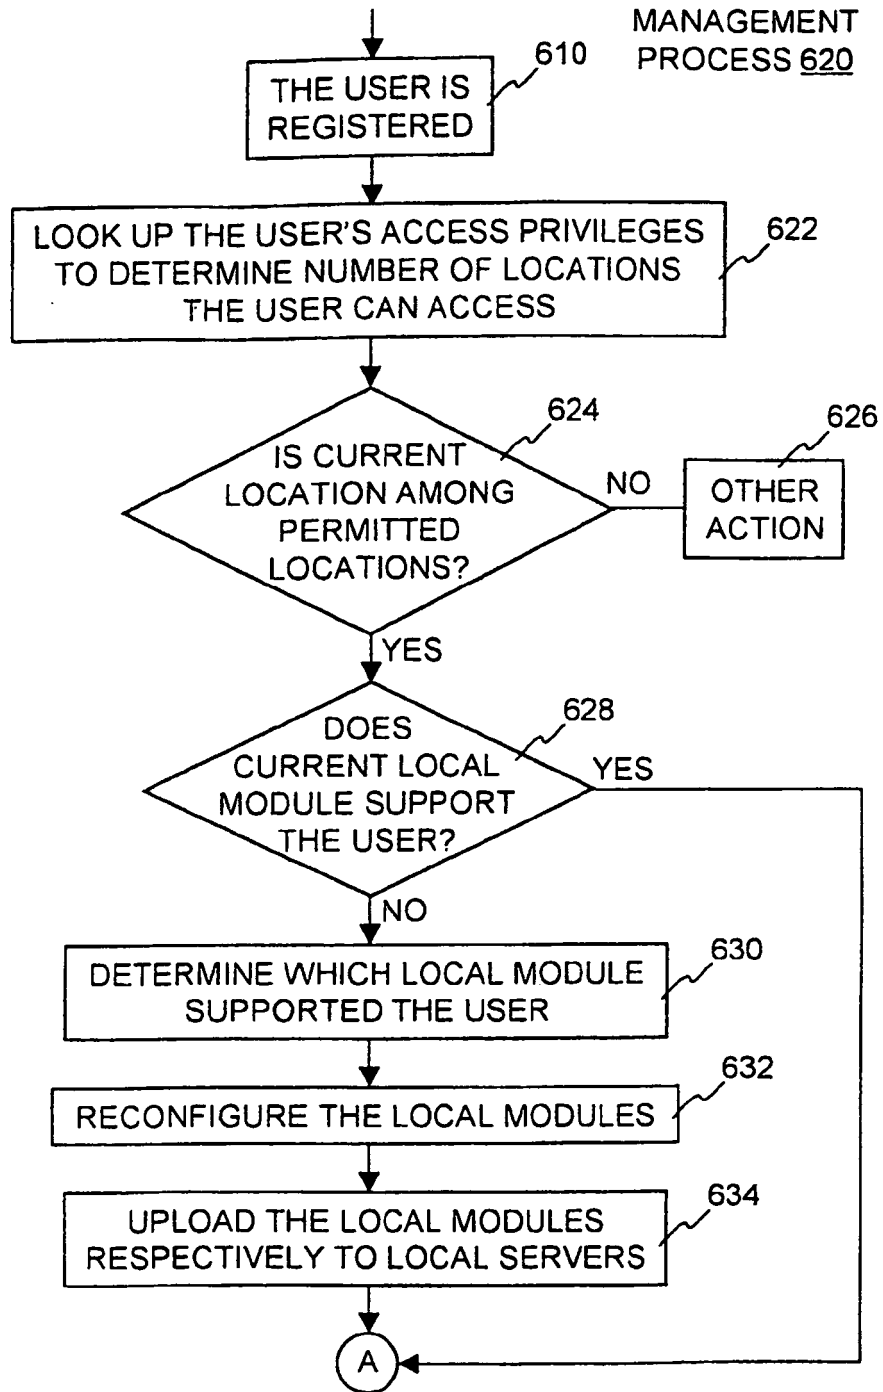 MANAGEMENT
PROCESS 620
610
THE USER IS
REGISTERED
622
LOOK UP THE USER'S ACCESS PRIVILEGES
TO DETERMINE NUMBER OF LOCATIONS
THE USER CAN ACCESS
624
IS CURRENT
LOCATION AMONG
PERMITTED
LOCATIONS?
NO
626
OTHER
ACTION
YES
628
DOES
CURRENT LOCAL
MODULE SUPPORT
THE USER?
YES
NO
630
DETERMINE WHICH LOCAL MODULE
SUPPORTED THE USER
632
RECONFIGURE THE LOCAL MODULES
634
UPLOAD THE LOCAL MODULES
RESPECTIVELY TO LOCAL SERVERS
A